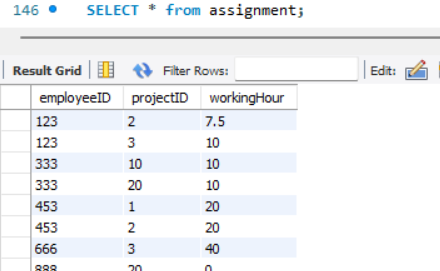 146 SELECT * from assignment;
Result Grid Filter Rows: Edit:
employeeID projectID workingHour
123 2 7.5
123 3 10
333 10 10
333 20 10
453 1 20
453 2 20
666 3 40
888 20 0